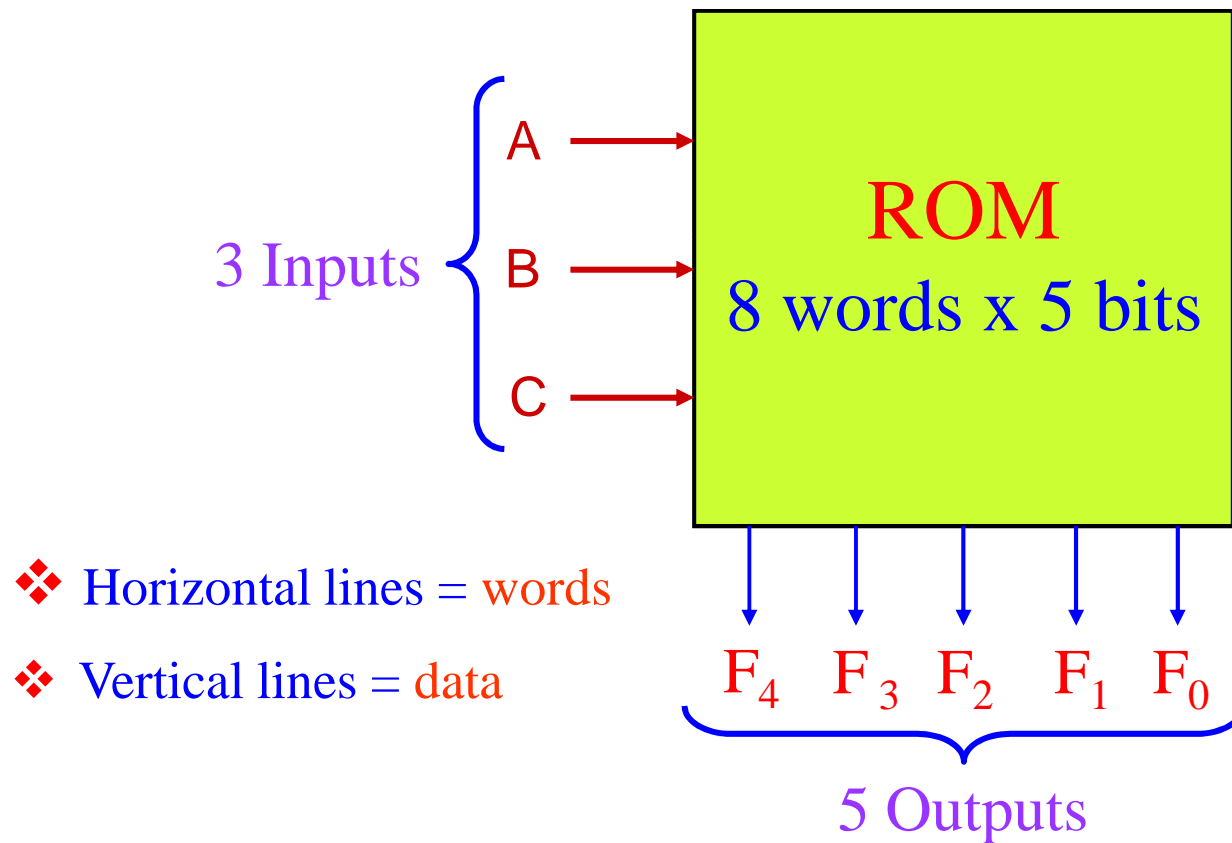 A
ROM
3 Inputs
B
8 words x 5 bits
C
❖ Horizontal lines = words
❖ Vertical lines = data
F4 F3 F2 F1 F0
5 Outputs